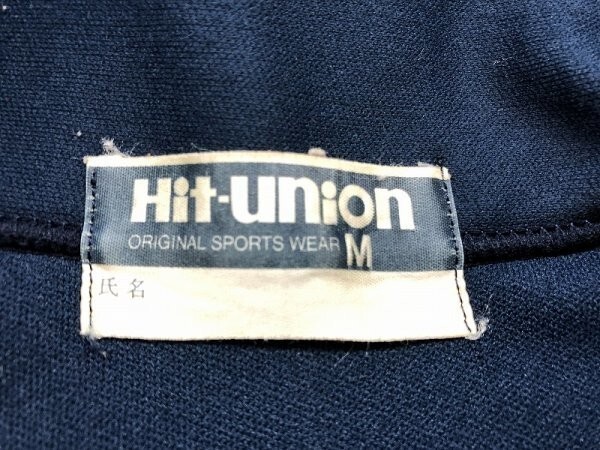 Hit-union
ORIGINAL SPORTS WEAR M
氏名